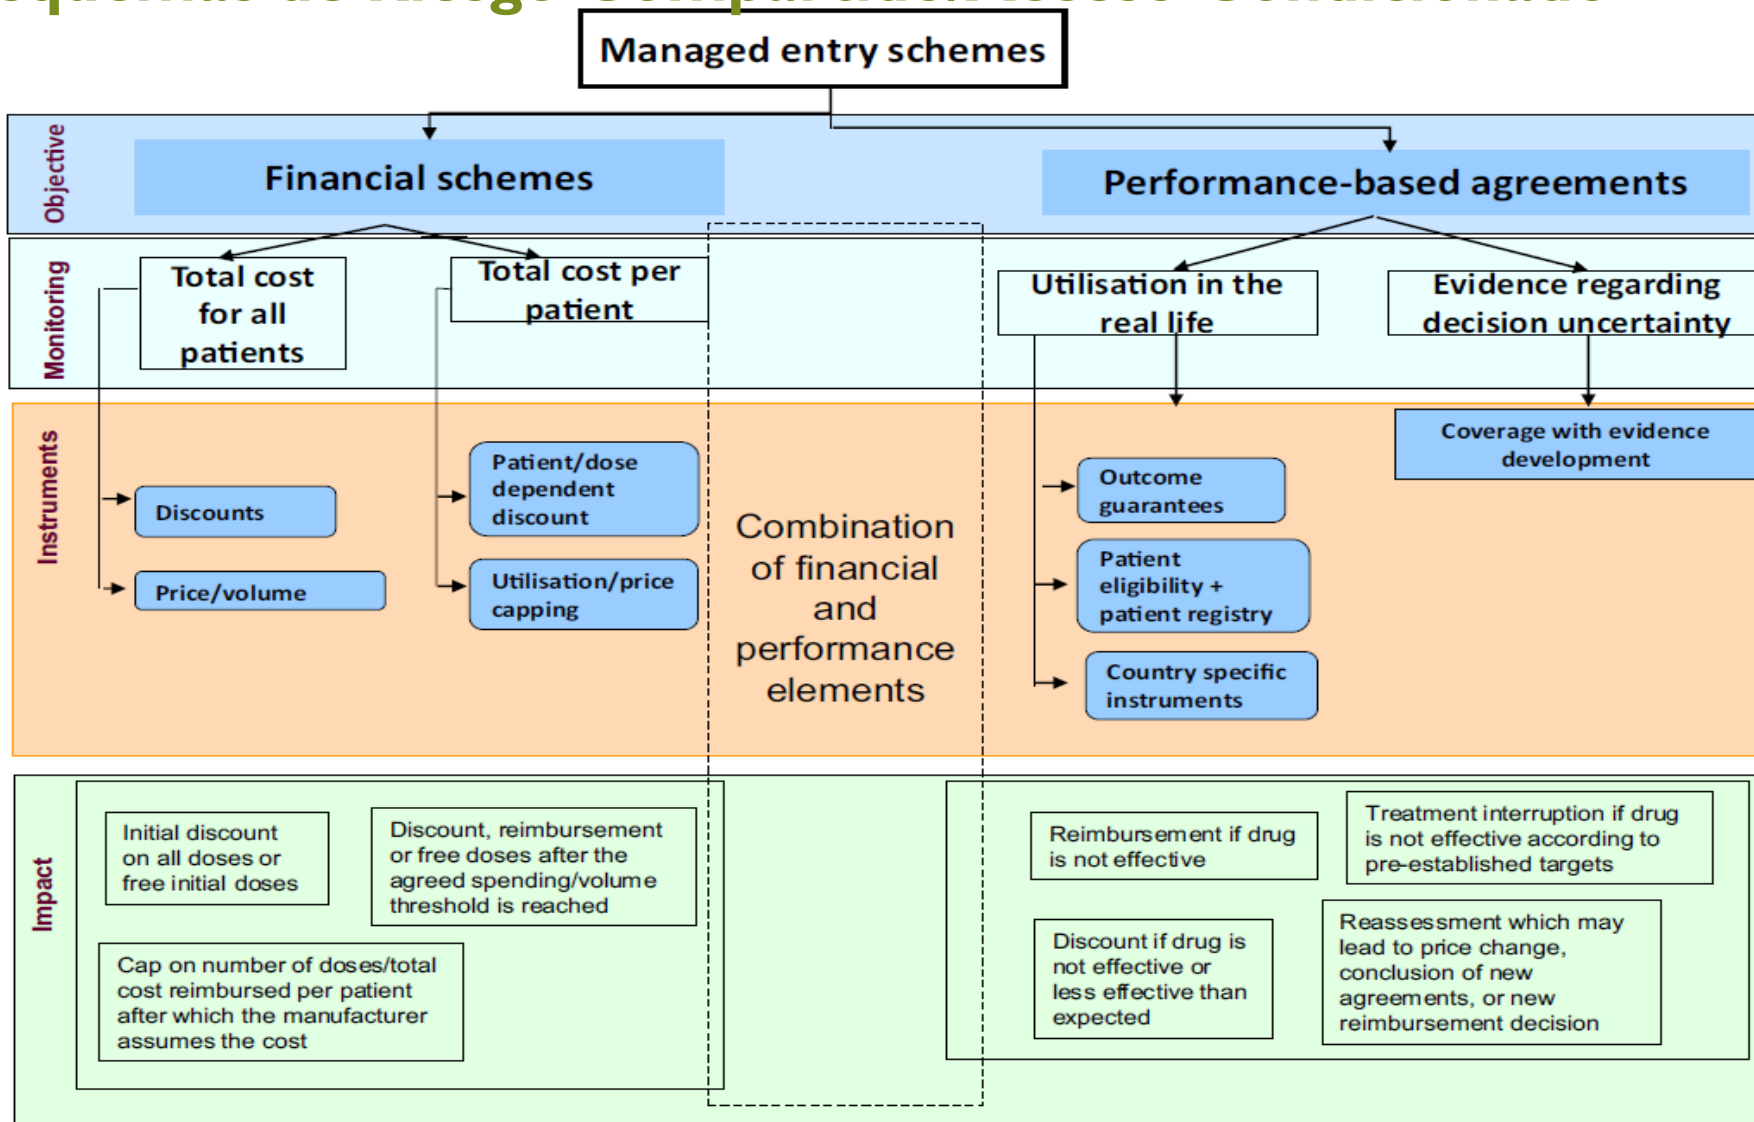 Managed entry schemes
Objective
Financial schemes
Performance-based agreements
Monitoring
Total cost
for all
patients
Total cost per
patient
Utilisation in the
real life
Evidence regarding
decision uncertainty
Instruments
Discounts
Price/volume
Patient/dose
dependent
discount
Utilisation/price
capping
Combination
of financial
and
performance
elements
Outcome
guarantees
Patient
eligibility +
patient registry
Country specific
instruments
Coverage with evidence
development
Impact
Initial discount
on all doses or
free initial doses
Discount, reimbursement
or free doses after the
agreed spending/volume
threshold is reached
Cap on number of doses/total
cost reimbursed per patient
after which the manufacturer
assumes the cost
Reimbursement if drug
is not effective
Treatment interruption if drug
is not effective according to
pre-established targets
Discount if drug is
not effective or
less effective than
expected
Reassessment which may
lead to price change,
conclusion of new
agreements, or new
reimbursement decision